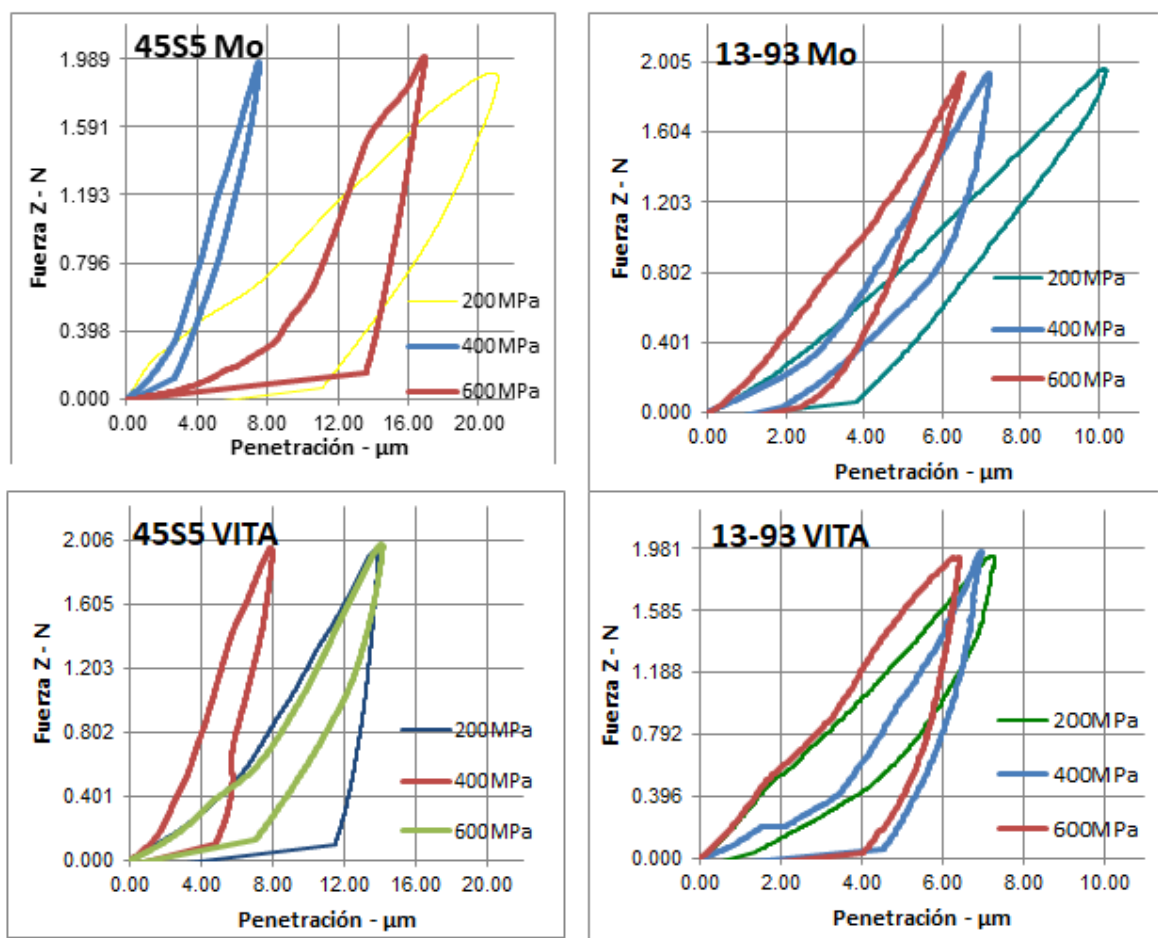 45S5 Mo
Fuerza Z - N
1.989
1.591
1.193
0.796
0.398
0.000
200MPa
400MPa
600MPa
0.00 4.00 8.00 12.00 16.00 20.00
Penetración - µm
13-93 Mo
Fuerza Z - N
2.005
1.604
1.203
0.802
0.401
0.000
200MPa
400MPa
600MPa
0.00 2.00 4.00 6.00 8.00 10.00
Penetración - µm
45S5 VITA
Fuerza Z - N
2.006
1.605
1.203
0.802
0.401
0.000
200MPa
400MPa
600MPa
0.00 4.00 8.00 12.00 16.00 20.00
Penetración - µm
13-93 VITA
Fuerza Z - N
1.981
1.585
1.188
0.792
0.396
0.000
200MPa
400MPa
600MPa
0.00 2.00 4.00 6.00 8.00 10.00
Penetración - µm